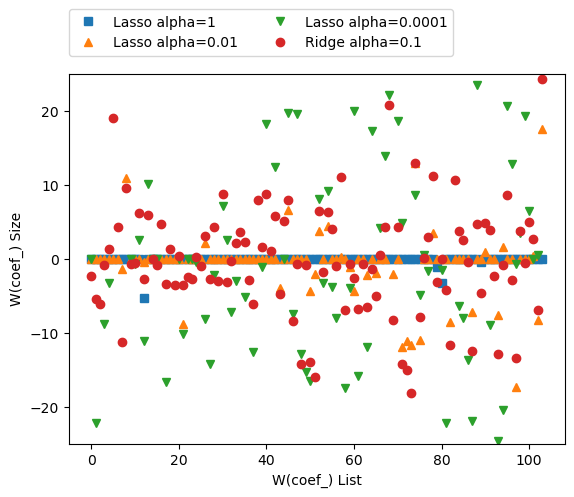 Lasso alpha=1 Lasso alpha=0.0001
Lasso alpha=0.01 Ridge alpha=0.1
20
10
0
−10
−20
W(coef_) Size
0 20 40 60 80 100
W(coef_) List